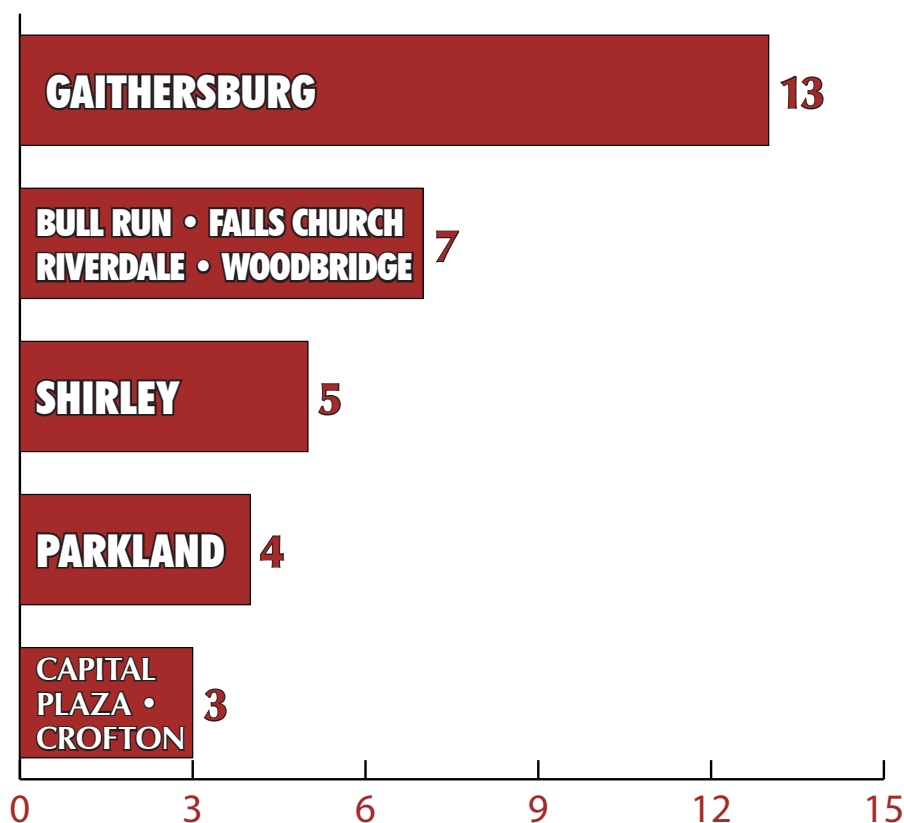 GAITHERSBURG
13
BULL RUN • FALLS CHURCH
RIVERDALE • WOODBRIDGE
7
SHIRLEY
5
PARKLAND
4
CAPITAL
PLAZA •
CROFTON
3
0 3 6 9 12 15